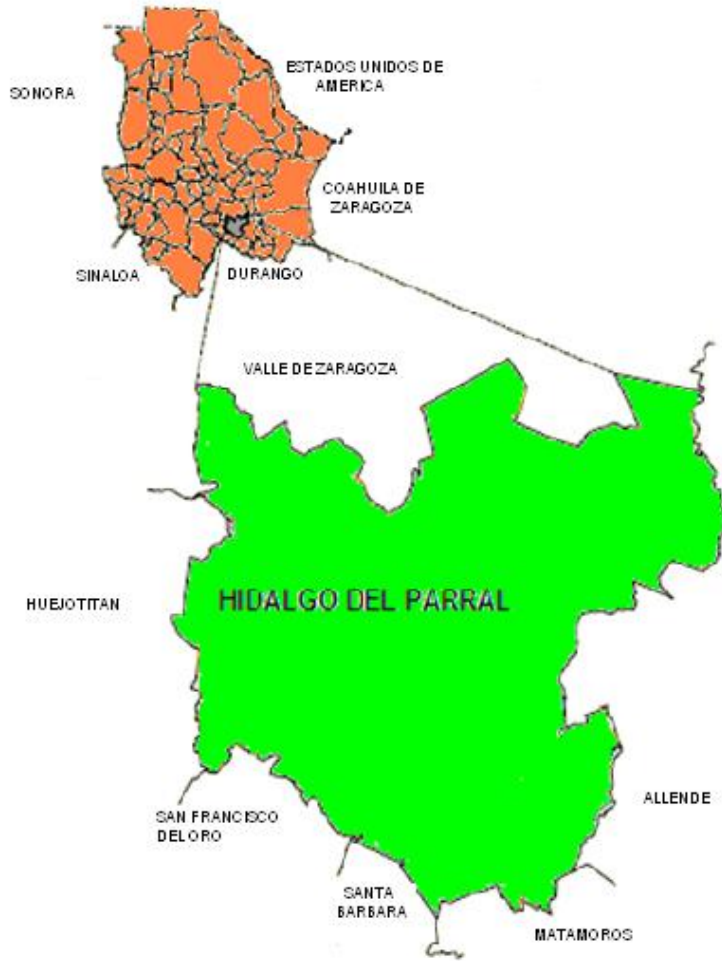 ESTADOS UNIDOS DE
AMERICA
SONORA
COAHUILA DE
ZARAGOZA
SINALOA
DURANGO
VALLE DE ZARAGOZA
HUEJOTITAN
HIDALGO DEL PARRAL
ALLENDE
SAN FRANCISCO
DEL ORO
SANTA
BARBARA
MATAMOROS